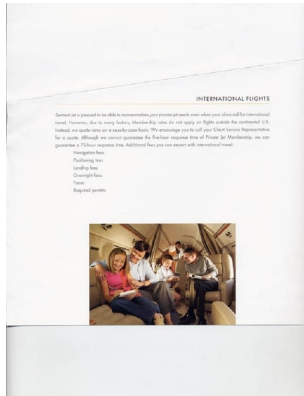 INTERNATIONAL FLIGHTS
Sentient Jet is pleased to be able to accommodate your private jet needs even when your plans call for international
travel. However, due to many factors, Membership rates do not apply on flights outside the continental U.S.
Instead, we quote rates on a case-by-case basis. We encourage you to call your Client Service Representative
for a quote. Although we cannot guarantee the five-hour response time of Private Jet Membership, we can
guarantee a 72-hour response time. Additional fees you can expect with international travel:
Navigation fees
Positioning fees
Landing fees
Overnight fees
Taxes
Required permits